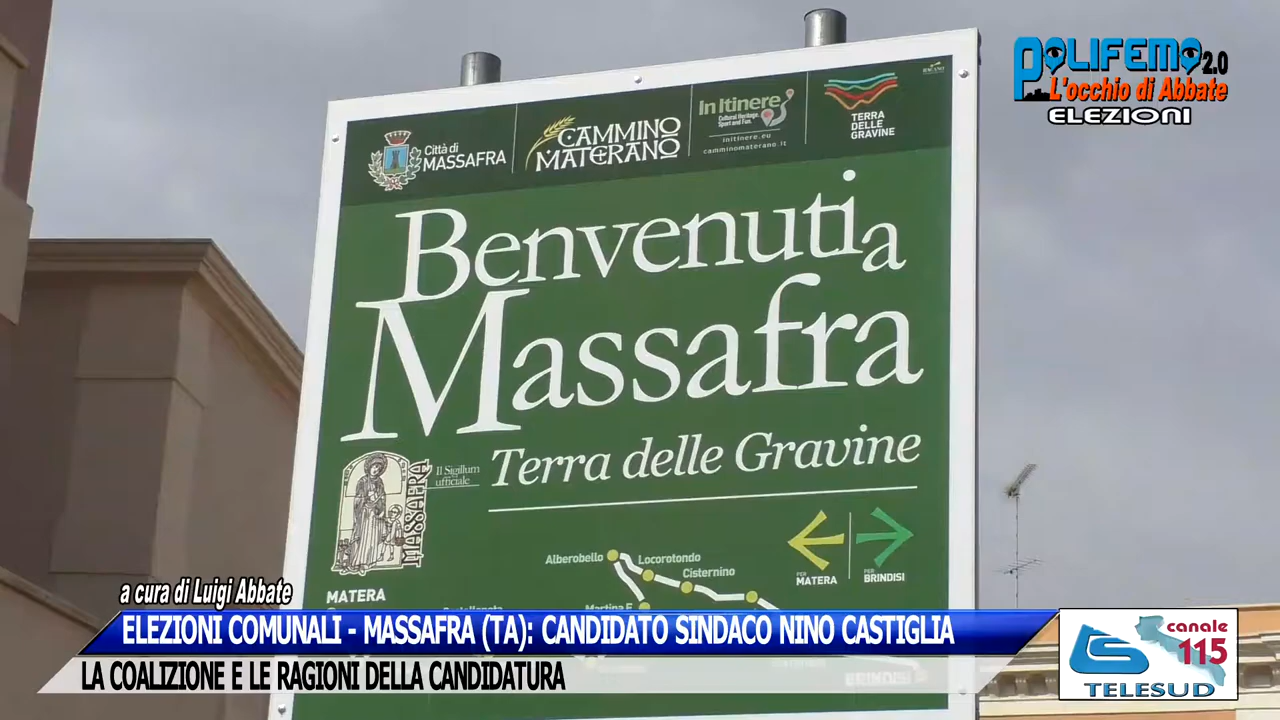 POLIFEMO 2.0
L'occhio di Abbate
ELEZIONI
Città di
MASSAFRA
CAMMINO
MATERANO
In Itinere
Cultural Heritage,
Sport and Fun.
initinere.eu
camminomaterano.it
TERRA
DELLE
GRAVINE
Benvenuti a
Massafra
Terra delle Gravine
Il Sigillum
ufficiale
MASSAFRA
PER
MATERA
PER
BRINDISI
Alberobello
Locorotondo
Cisternino
MATERA
Martina F.
a cura di Luigi Abbate
ELEZIONI COMUNALI - MASSAFRA (TA): CANDIDATO SINDACO NINO CASTIGLIA
LA COALIZIONE E LE RAGIONI DELLA CANDIDATURA
BRINDISI
canale
115
TELESUD